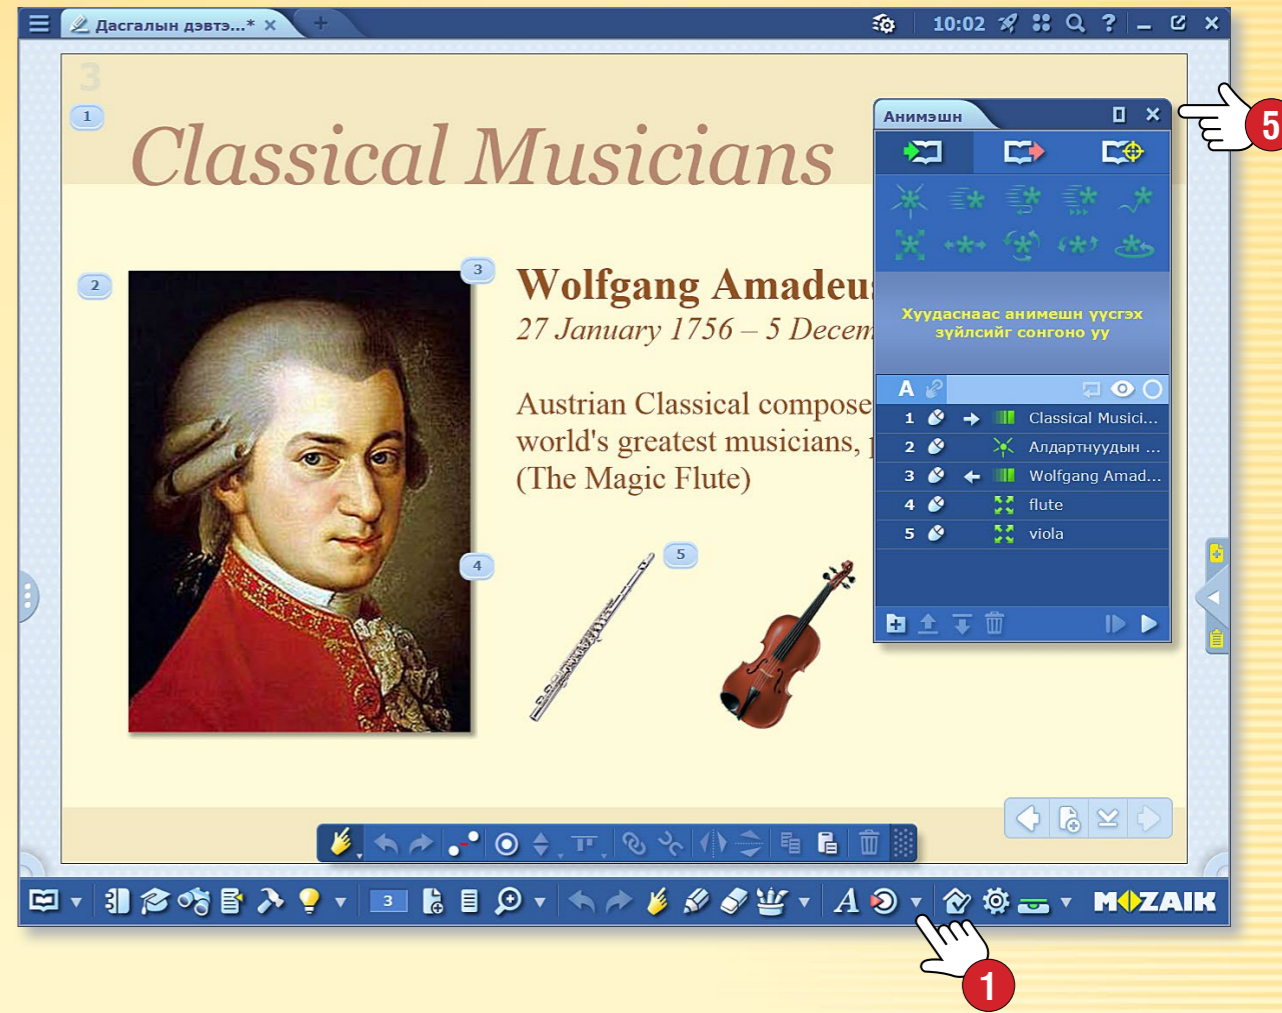 Дасгалын дэвтэ...*
10:02
3
1
Classical Musicians
2
3
Wolfgang Amadeu
27 January 1756 – 5 Decem
Austrian Classical compose
world's greatest musicians,
(The Magic Flute)
4
5
Анимэшн
Хуудаснаас анимешн үүсгэх
зүйлсийг сонгоно уу
A
1 Classical Musici...
2 Алдартнуудын ...
3 Wolfgang Amad...
4 flute
5 viola
5
3
A
MOZAIK
1